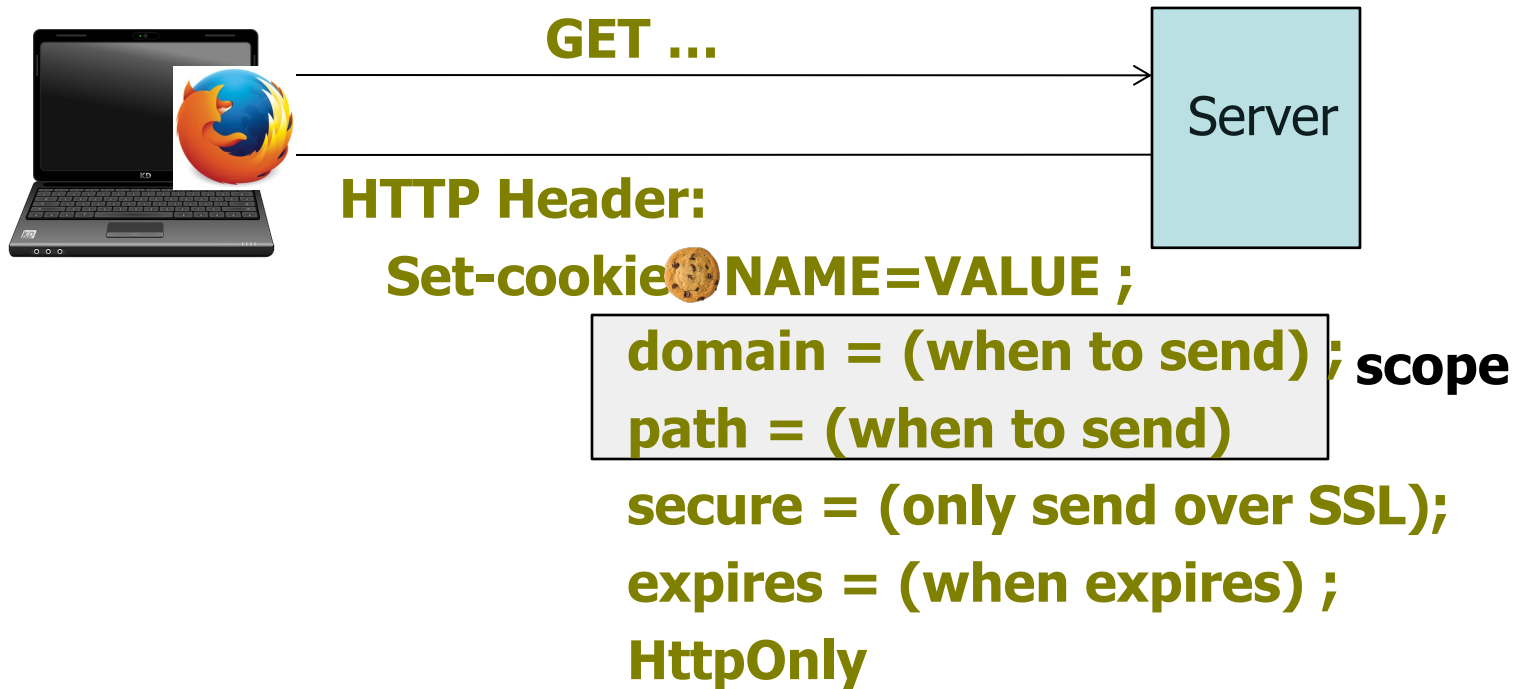 GET ...
Server
HTTP Header:
Set-cookie NAME=VALUE ;
domain = (when to send) ; scope
path = (when to send)
secure = (only send over SSL);
expires = (when expires) ;
HttpOnly